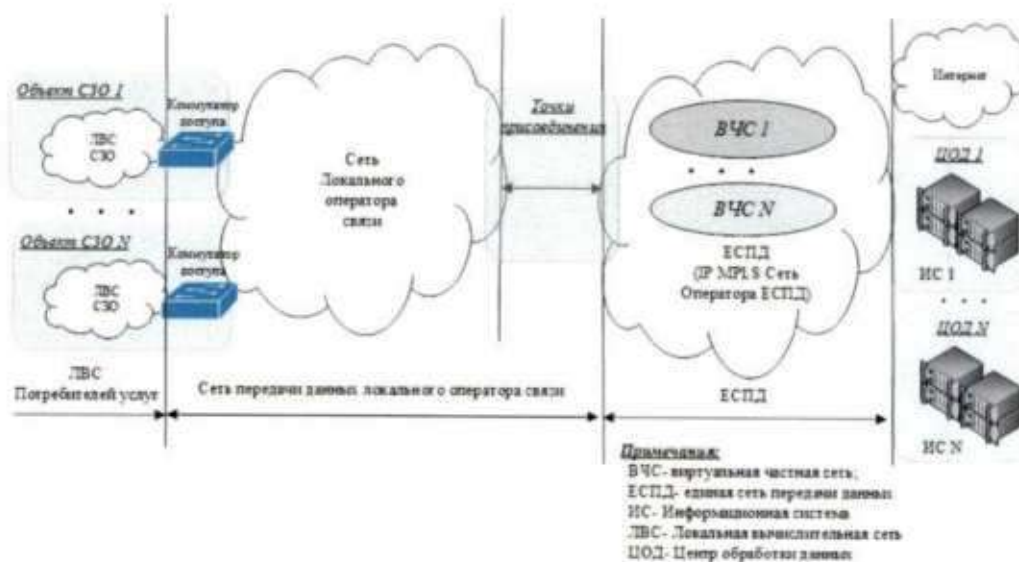 Объект СЗО 1
ЛВС
СЗО
Коммутатор
доступа
Объект СЗО N
ЛВС
СЗО
Коммутатор
доступа
Сеть
Локального
оператора
связи
Точки
присоединения
ВЧС 1
ВЧС N
ЕСПД
(IP MPLS Сеть
Оператора ЕСПД)
Интернет
ЦОД 1
ИС 1
ЦОД N
ИС N
ЛВС
Потребителей услуг
Сеть передачи данных локального оператора связи
ЕСПД
Примечания:
ВЧС- виртуальная частная сеть;
ЕСПД- единая сеть передачи данных
ИС- Информационная система
ЛВС- Локальная вычислительная сеть
ЦОД- Центр обработки данных